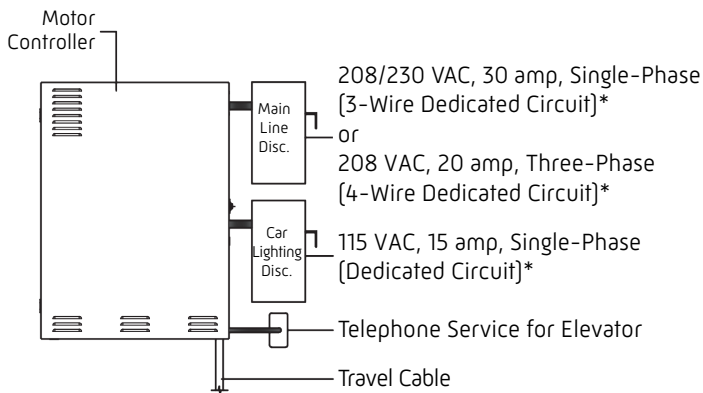 Motor
Controller
208/230 VAC, 30 amp, Single-Phase
(3-Wire Dedicated Circuit)*
or
208 VAC, 20 amp, Three-Phase
(4-Wire Dedicated Circuit)*
Main
Line
Disc.
115 VAC, 15 amp, Single-Phase
(Dedicated Circuit)*
Car
Lighting
Disc.
Telephone Service for Elevator
Travel Cable